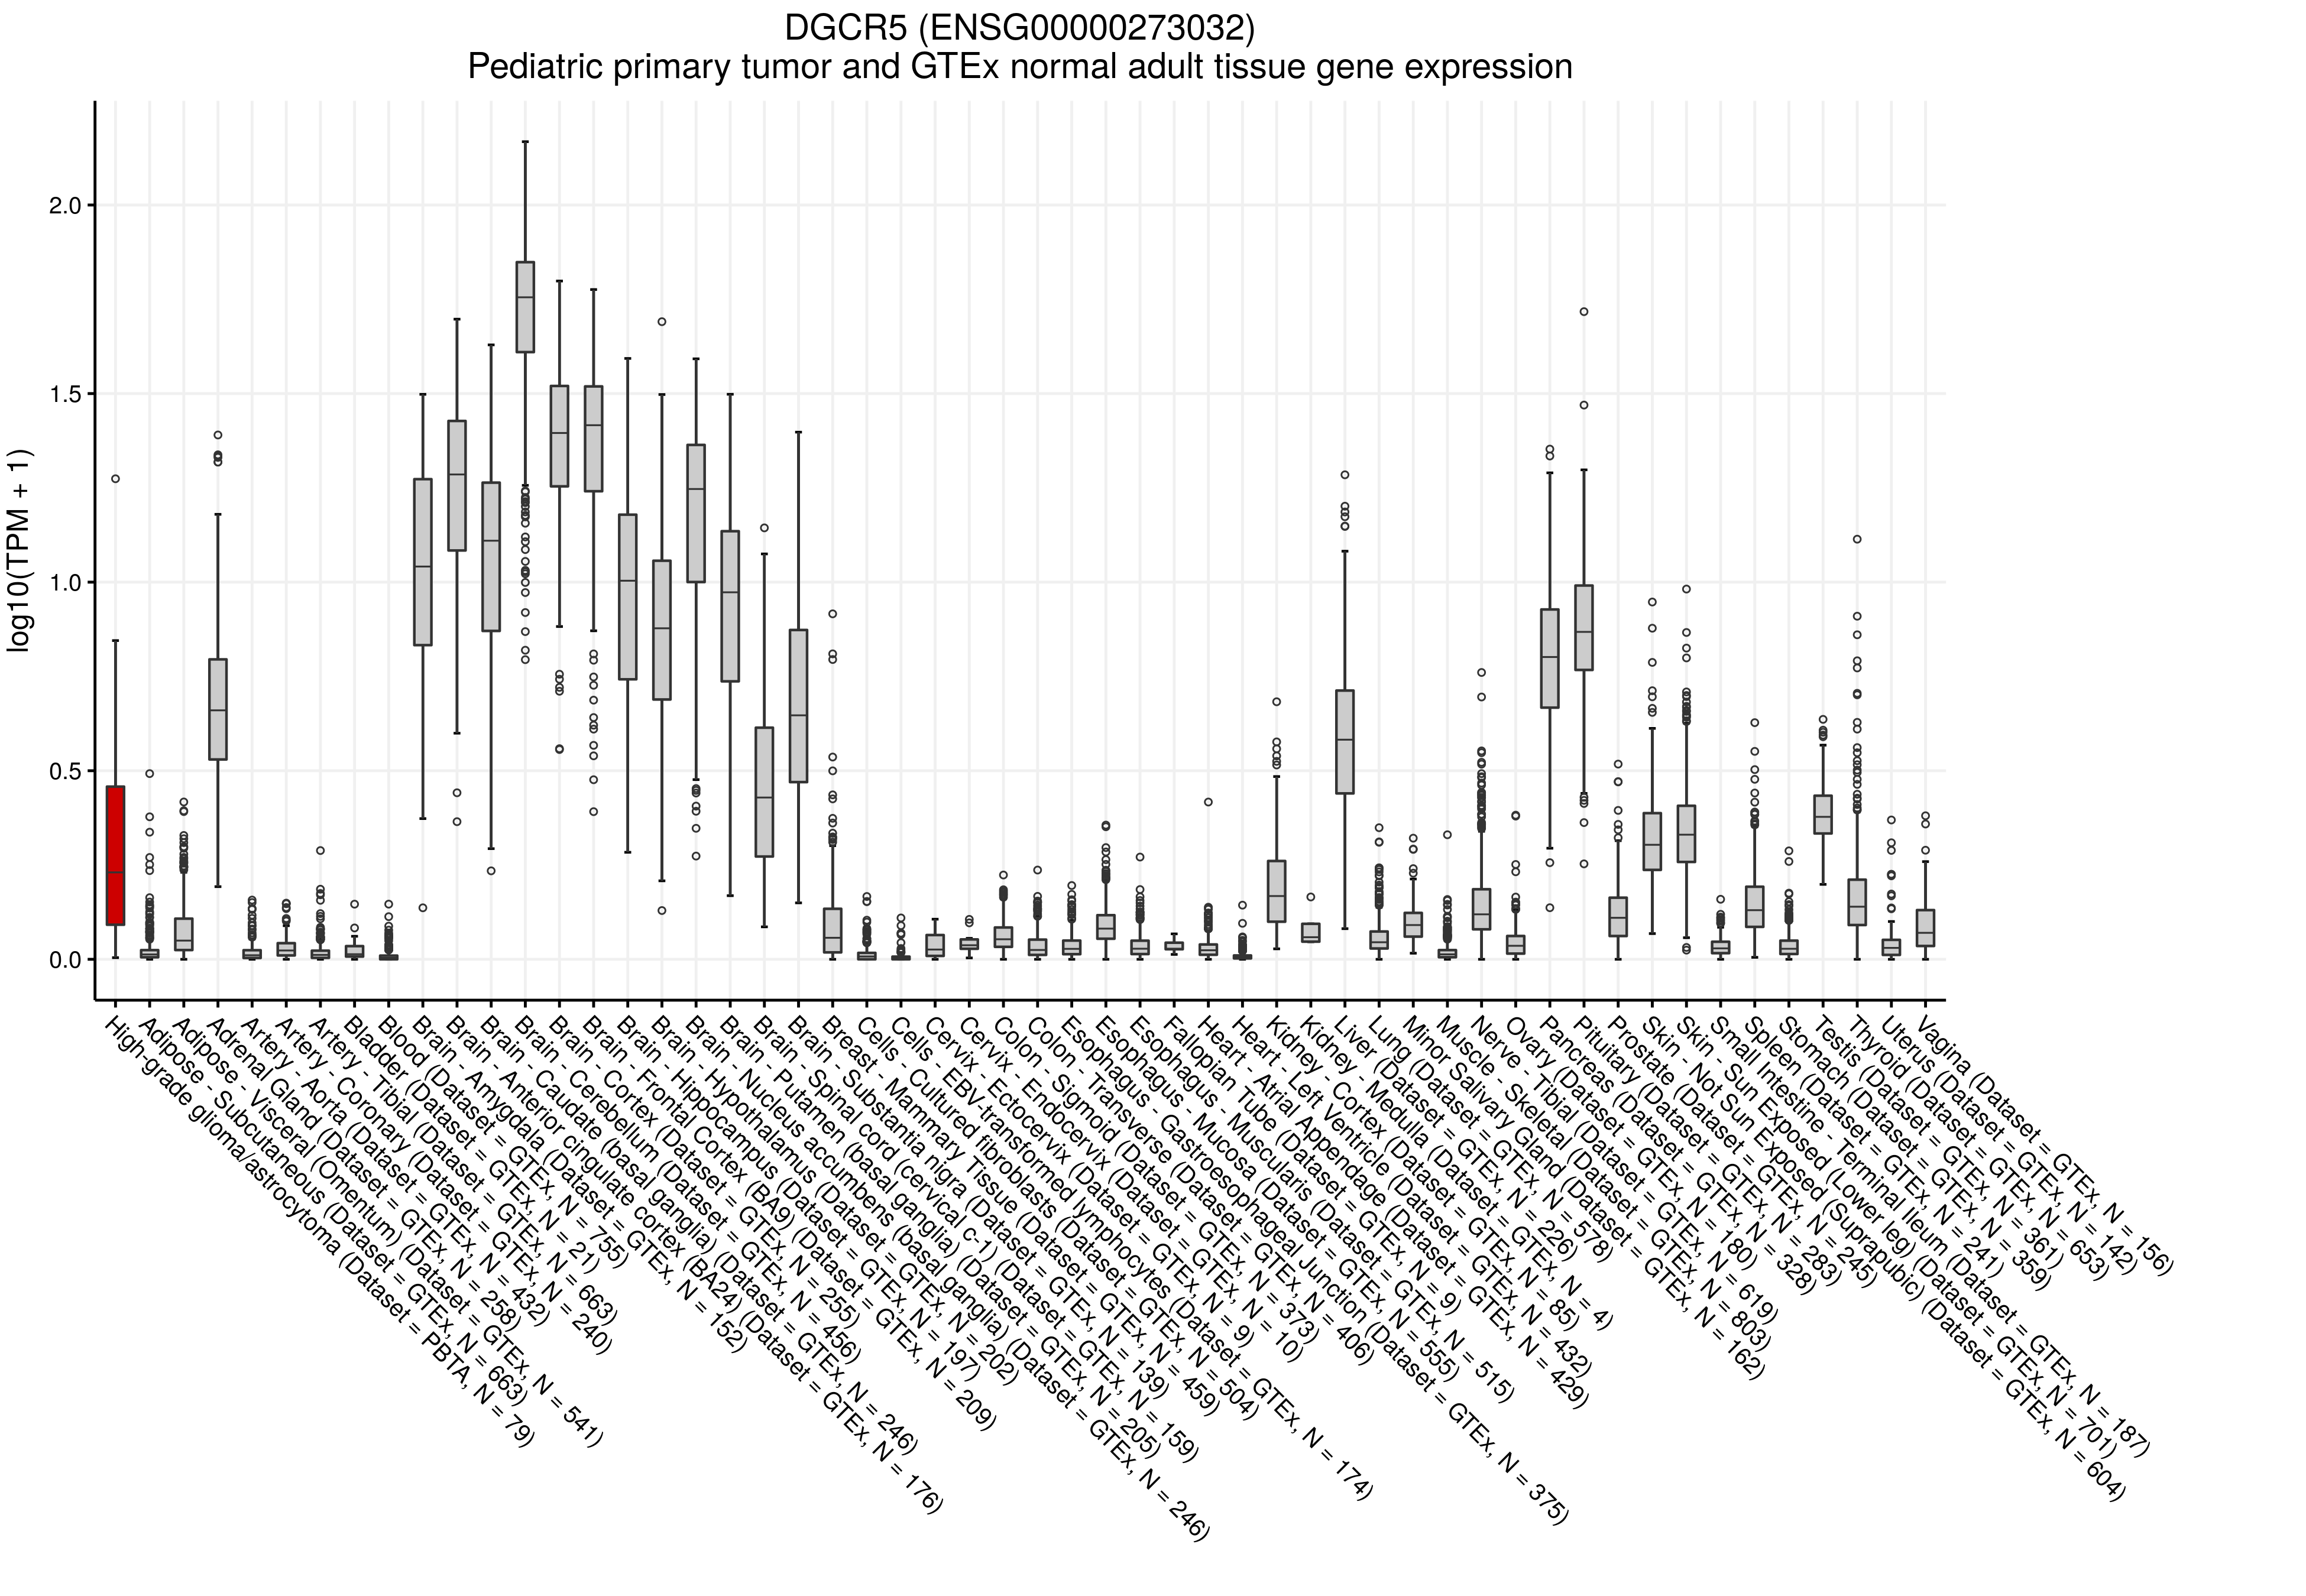 DGCR5 (ENSG00000273032)
Pediatric primary tumor and GTEx normal adult tissue gene expression
log10(TPM + 1)
2.0
1.5
1.0
0.5
0.0
High-grade glioma/astrocytoma (Dataset = PBTA, N = 79)
Adipose - Subcutaneous (Dataset = GTEx, N = 663)
Adipose - Visceral (Omentum) (Dataset = GTEx, N = 541)
Adrenal Gland (Dataset = GTEx, N = 258)
Artery - Aorta (Dataset = GTEx, N = 432)
Artery - Coronary (Dataset = GTEx, N = 240)
Artery - Tibial (Dataset = GTEx, N = 663)
Bladder (Dataset = GTEx, N = 21)
Blood (Dataset = GTEx, N = 755)
Brain - Amygdala (Dataset = GTEx, N = 152)
Brain - Anterior cingulate cortex (BA24) (Dataset = GTEx, N = 176)
Brain - Caudate (basal ganglia) (Dataset = GTEx, N = 246)
Brain - Cerebellum (Dataset = GTEx, N = 456)
Brain - Cortex (Dataset = GTEx, N = 255)
Brain - Frontal Cortex (BA9) (Dataset = GTEx, N = 209)
Brain - Hippocampus (Dataset = GTEx, N = 197)
Brain - Hypothalamus (Dataset = GTEx, N = 202)
Brain - Nucleus accumbens (basal ganglia) (Dataset = GTEx, N = 246)
Brain - Putamen (basal ganglia) (Dataset = GTEx, N = 205)
Brain - Spinal cord (cervical c-1) (Dataset = GTEx, N = 159)
Brain - Substantia nigra (Dataset = GTEx, N = 139)
Breast - Mammary Tissue (Dataset = GTEx, N = 459)
Cells - Cultured fibroblasts (Dataset = GTEx, N = 504)
Cells - EBV-transformed lymphocytes (Dataset = GTEx, N = 174)
Cervix - Ectocervix (Dataset = GTEx, N = 9)
Cervix - Endocervix (Dataset = GTEx, N = 10)
Colon - Sigmoid (Dataset = GTEx, N = 373)
Colon - Transverse (Dataset = GTEx, N = 406)
Esophagus - Gastroesophageal Junction (Dataset = GTEx, N = 375)
Esophagus - Mucosa (Dataset = GTEx, N = 555)
Esophagus - Muscularis (Dataset = GTEx, N = 515)
Fallopian Tube (Dataset = GTEx, N = 9)
Heart - Atrial Appendage (Dataset = GTEx, N = 429)
Heart - Left Ventricle (Dataset = GTEx, N = 432)
Kidney - Cortex (Dataset = GTEx, N = 85)
Kidney - Medulla (Dataset = GTEx, N = 4)
Liver (Dataset = GTEx, N = 226)
Lung (Dataset = GTEx, N = 578)
Minor Salivary Gland (Dataset = GTEx, N = 162)
Muscle - Skeletal (Dataset = GTEx, N = 803)
Nerve - Tibial (Dataset = GTEx, N = 619)
Ovary (Dataset = GTEx, N = 180)
Pancreas (Dataset = GTEx, N = 328)
Pituitary (Dataset = GTEx, N = 283)
Prostate (Dataset = GTEx, N = 245)
Skin - Not Sun Exposed (Suprapubic) (Dataset = GTEx, N = 604)
Skin - Sun Exposed (Lower leg) (Dataset = GTEx, N = 701)
Small Intestine - Terminal Ileum (Dataset = GTEx, N = 187)
Spleen (Dataset = GTEx, N = 241)
Stomach (Dataset = GTEx, N = 359)
Testis (Dataset = GTEx, N = 361)
Thyroid (Dataset = GTEx, N = 653)
Uterus (Dataset = GTEx, N = 142)
Vagina (Dataset = GTEx, N = 156)